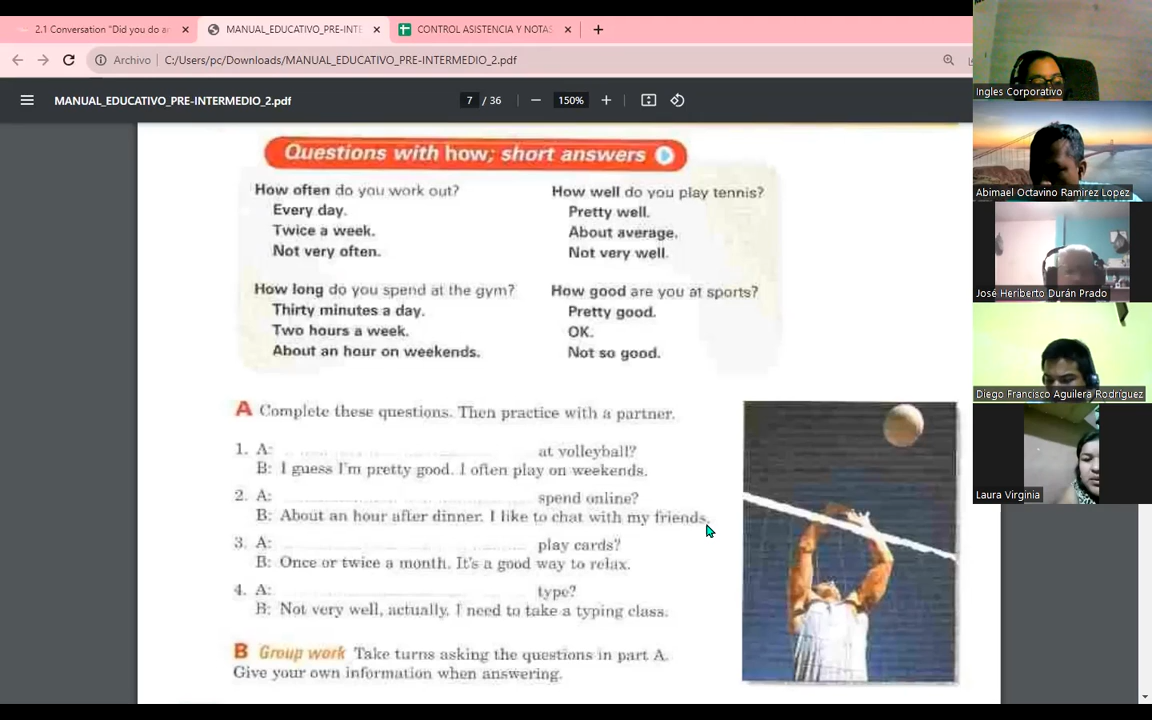 2.1 Conversation "Did you do a
MANUAL_EDUCATIVO_PRE-INTE
CONTROL ASISTENCIA Y NOTAS
Archivo
C:/Users/pc/Downloads/MANUAL_EDUCATIVO_PRE-INTERMEDIO_2.pdf
MANUAL_EDUCATIVO_PRE-INTERMEDIO_2.pdf
7 / 36
150%
Questions with how; short answers
How often do you work out?
Every day.
Twice a week.
Not very often.
How well do you play tennis?
Pretty well.
About average.
Not very well.
How long do you spend at the gym?
Thirty minutes a day.
Two hours a week.
About an hour on weekends.
How good are you at sports?
Pretty good.
OK.
Not so good.
A Complete these questions. Then practice with a partner.
1. A: at volleyball?
B: I guess I'm pretty good. I often play on weekends.
2. A: spend online?
B: About an hour after dinner. I like to chat with my friends.
3. A: play cards?
B: Once or twice a month. It's a good way to relax.
4. A: type?
B: Not very well, actually. I need to take a typing class.
B Group work Take turns asking the questions in part A.
Give your own information when answering.
Ingles Corporativo
Abimael Octavino Ramirez Lopez
José Heriberto Durán Prado
Diego Francisco Aguilera Rodríguez
Laura Virginia